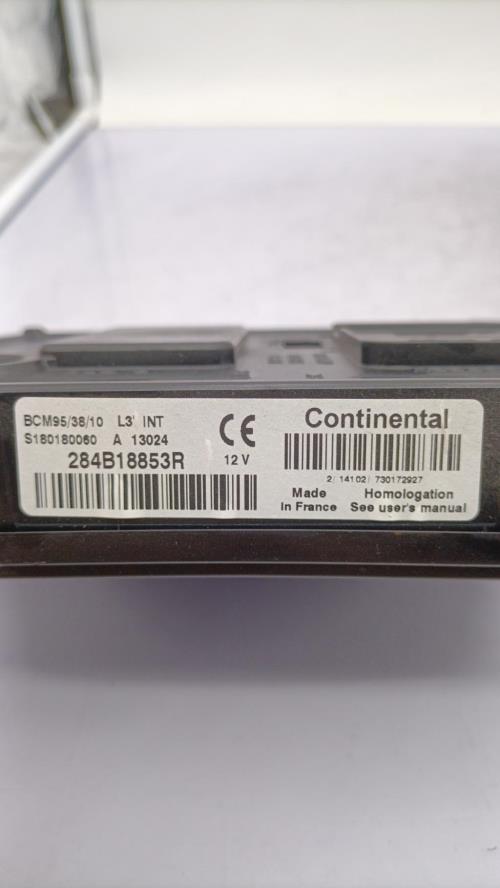 BCM95/38/10 L3' INT
S180180060 A 13024
284B18853R
CE
12 V
Continental
2/ 14102/ 730172927
Made in France
Homologation
See user's manual